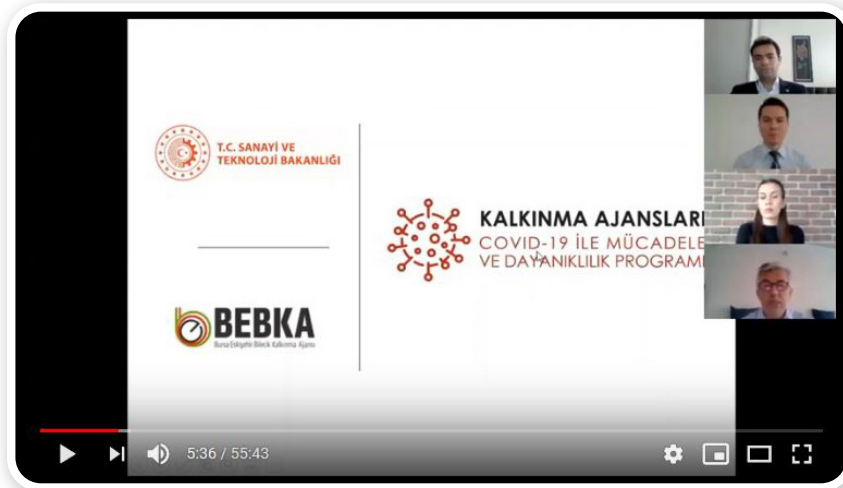 T.C. SANAYİ VE
TEKNOLOJİ BAKANLIĞI
KALKINMA AJANSLARI
COVID-19 İLE MÜCADELE
VE DAYANIKLILIK PROGRAMI
BEBKA
Bursa Eskişehir Bilecik Kalkınma Ajansı
5:36 / 55:43